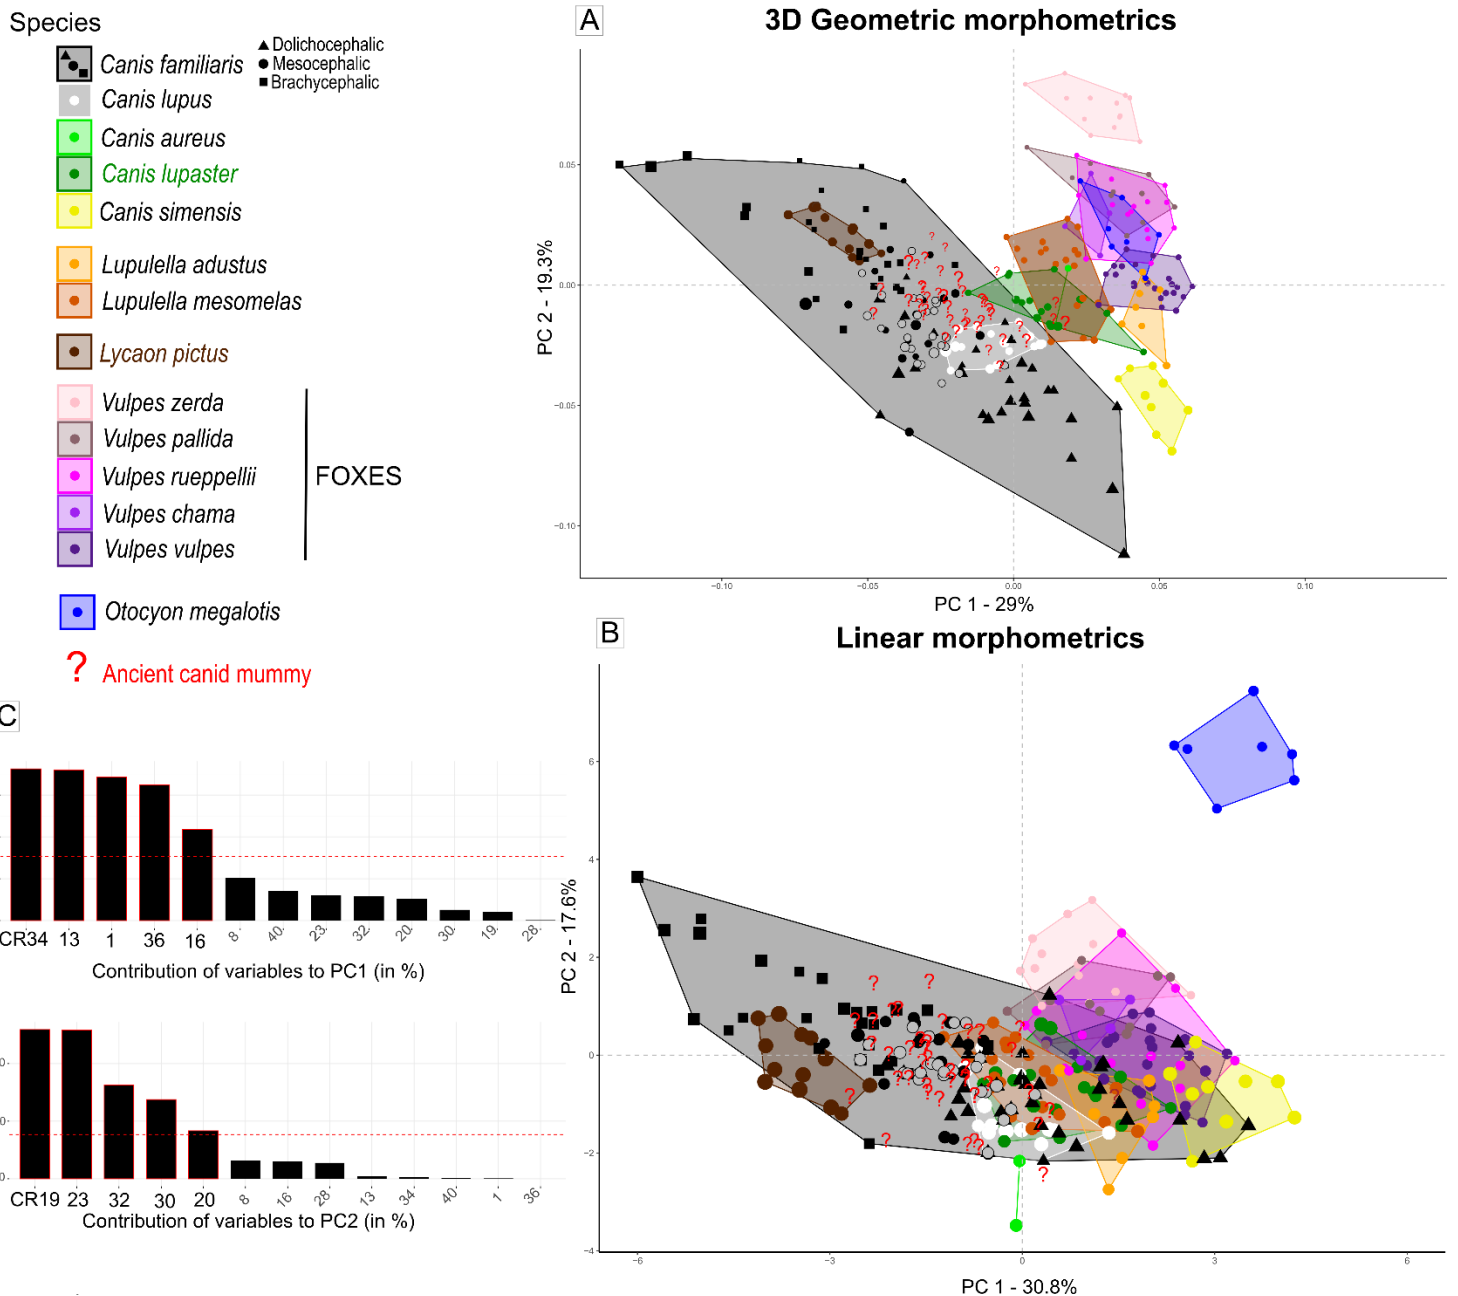 Species
Canis familiaris
▲ Dolichocephalic
● Mesocephalic
■ Brachycephalic
Canis lupus
Canis aureus
Canis lupaster
Canis simensis
Lupulella adustus
Lupulella mesomelas
Lycaon pictus
Vulpes zerda
Vulpes pallida
Vulpes rueppellii
Vulpes chama
Vulpes vulpes
FOXES
Otocyon megalotis
? Ancient canid mummy
A
3D Geometric morphometrics
PC 2 - 19.3%
0.05
0.00
−0.05
−0.10
−0.10 −0.05 0.00 0.05 0.10
PC 1 - 29%
B
Linear morphometrics
PC 2 - 17.6%
6
4
2
0
−2
−4
−6 −3 0 3 6
PC 1 - 30.8%
C
CR34 13 1 36 16 8 40 23 32 20 30 19 28
Contribution of variables to PC1 (in %)
CR19 23 32 30 20 8 16 28 13 34 40 1 36
Contribution of variables to PC2 (in %)